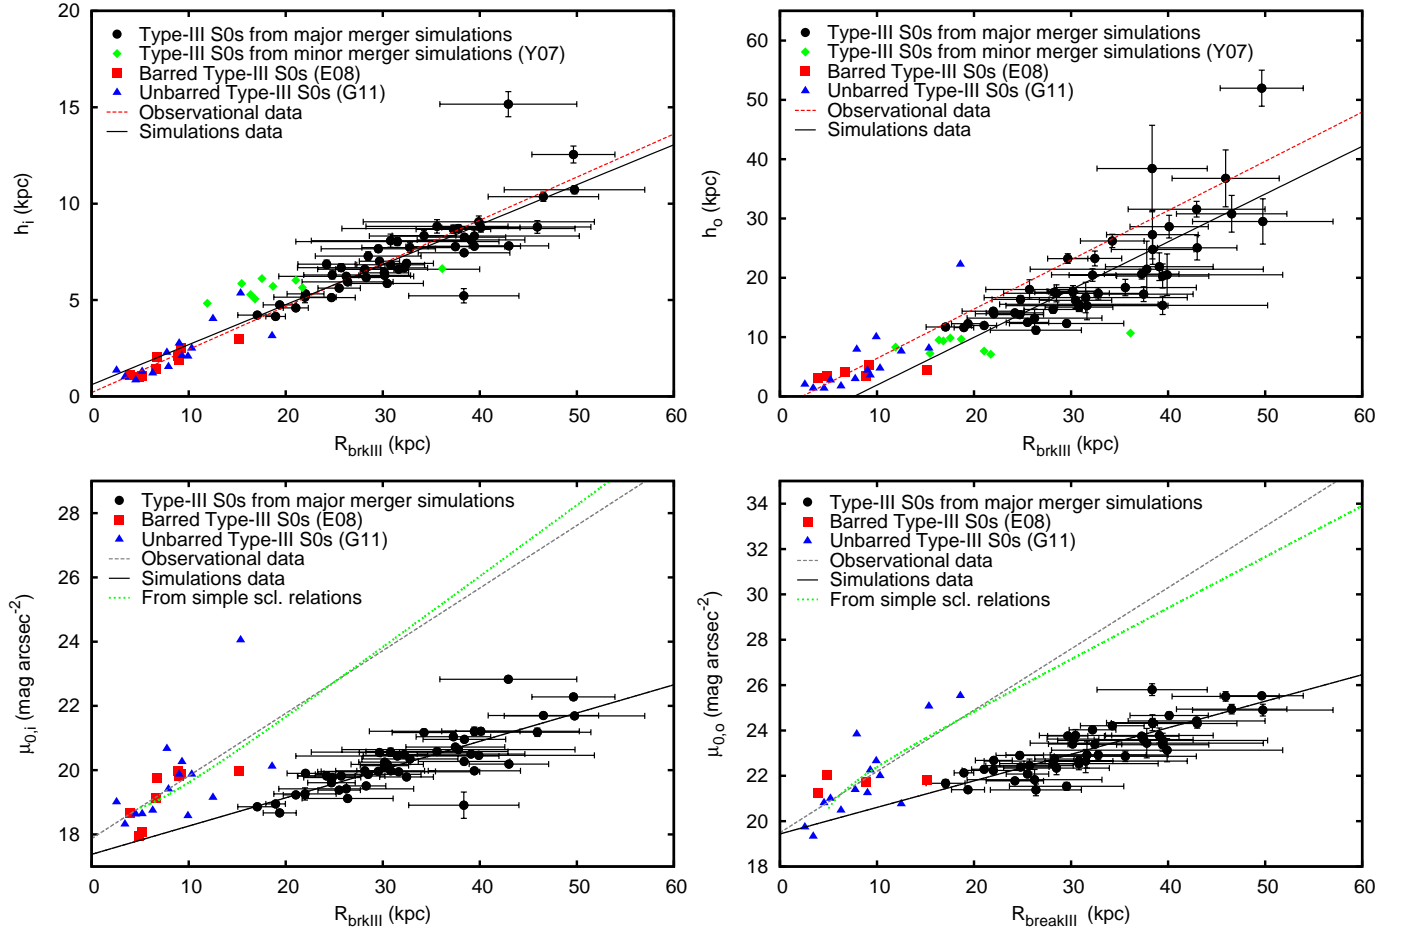 Type-III S0s from major merger simulations
Type-III S0s from minor merger simulations (Y07)
Barred Type-III S0s (E08)
Unbarred Type-III S0s (G11)
Observational data
Simulations data
20
15
10
5
0
h_i (kpc)
0 10 20 30 40 50 60
R_brkIII (kpc)
Type-III S0s from major merger simulations
Type-III S0s from minor merger simulations (Y07)
Barred Type-III S0s (E08)
Unbarred Type-III S0s (G11)
Observational data
Simulations data
60
50
40
30
20
10
0
h_o (kpc)
0 10 20 30 40 50 60
R_brkIII (kpc)
Type-III S0s from major merger simulations
Barred Type-III S0s (E08)
Unbarred Type-III S0s (G11)
Observational data
Simulations data
From simple scl. relations
28
26
24
22
20
18
μ_0,i (mag arcsec^-2)
0 10 20 30 40 50 60
R_brkIII (kpc)
Type-III S0s from major merger simulations
Barred Type-III S0s (E08)
Unbarred Type-III S0s (G11)
Observational data
Simulations data
From simple scl. relations
34
32
30
28
26
24
22
20
18
μ_0,o (mag arcsec^-2)
0 10 20 30 40 50 60
R_breakIII (kpc)